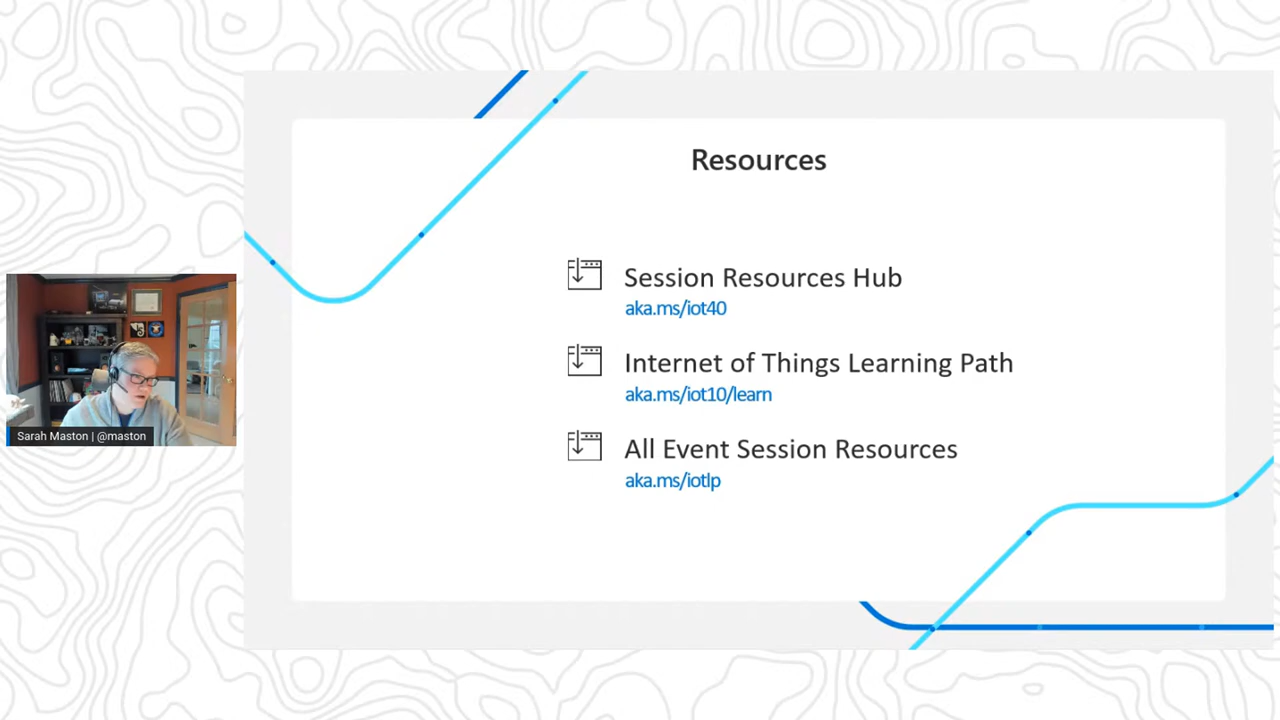 Resources
Session Resources Hub
aka.ms/iot40
Internet of Things Learning Path
aka.ms/iot10/learn
All Event Session Resources
aka.ms/iotlp
Sarah Maston | @maston